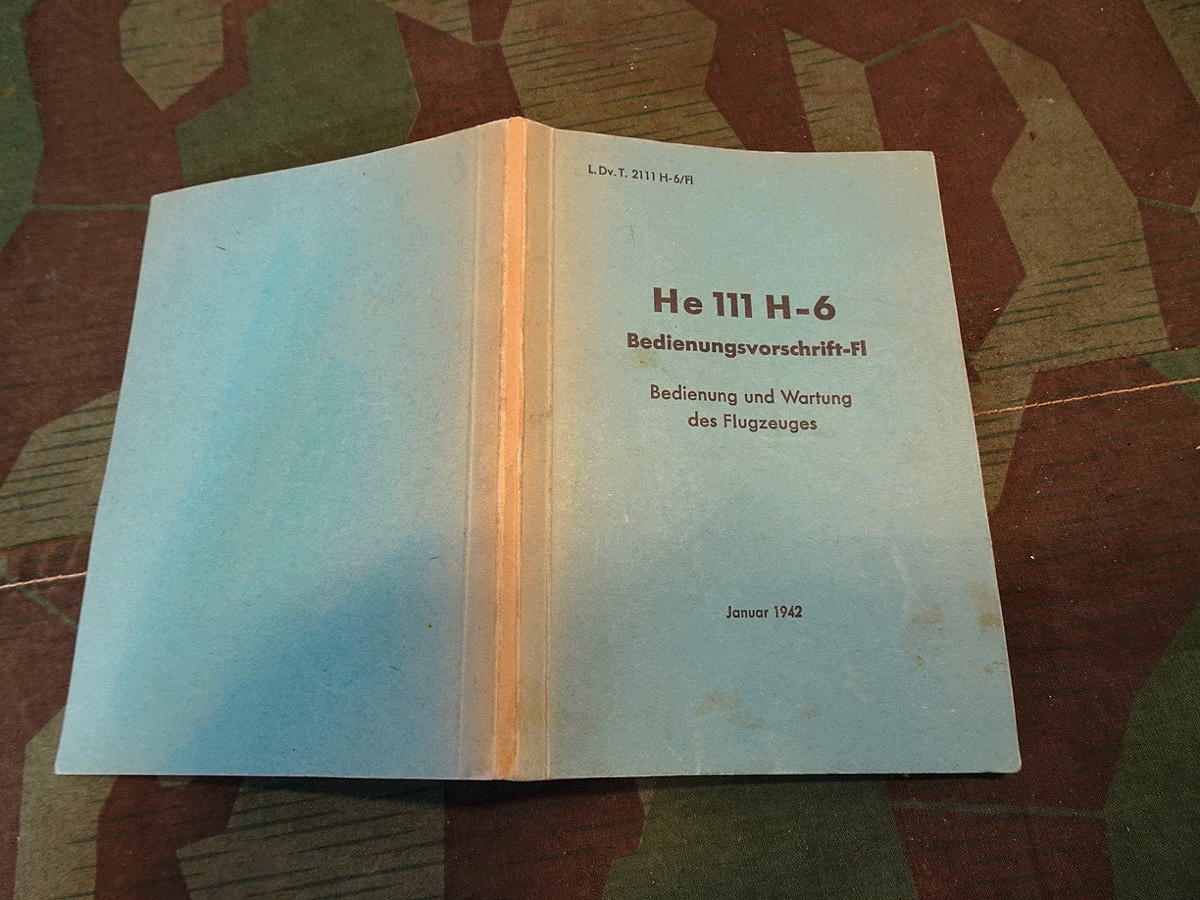 L.Dv.T. 2111 H-6/Fl
He 111 H-6
Bedienungsvorschrift-Fl
Bedienung und Wartung
des Flugzeuges
Januar 1942